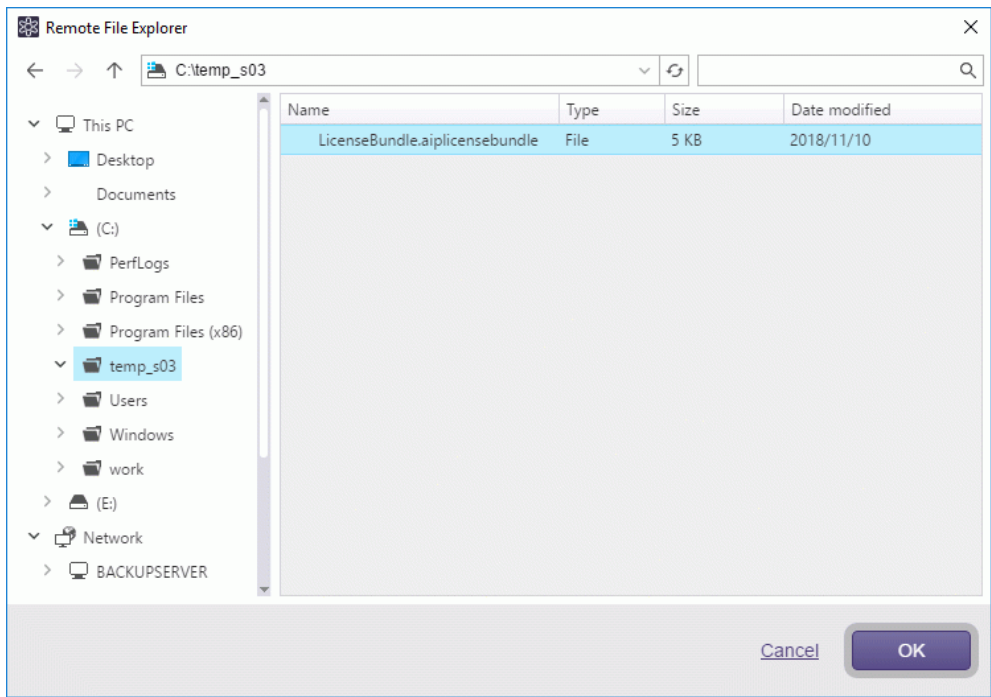 Remote File Explorer
C:\temp_s03
Name Type Size Date modified
LicenseBundle.aiplicensebundle File 5 KB 2018/11/10
This PC
Desktop
Documents
(C:)
PerfLogs
Program Files
Program Files (x86)
temp_s03
Users
Windows
work
(E:)
Network
BACKUPSERVER
Cancel OK